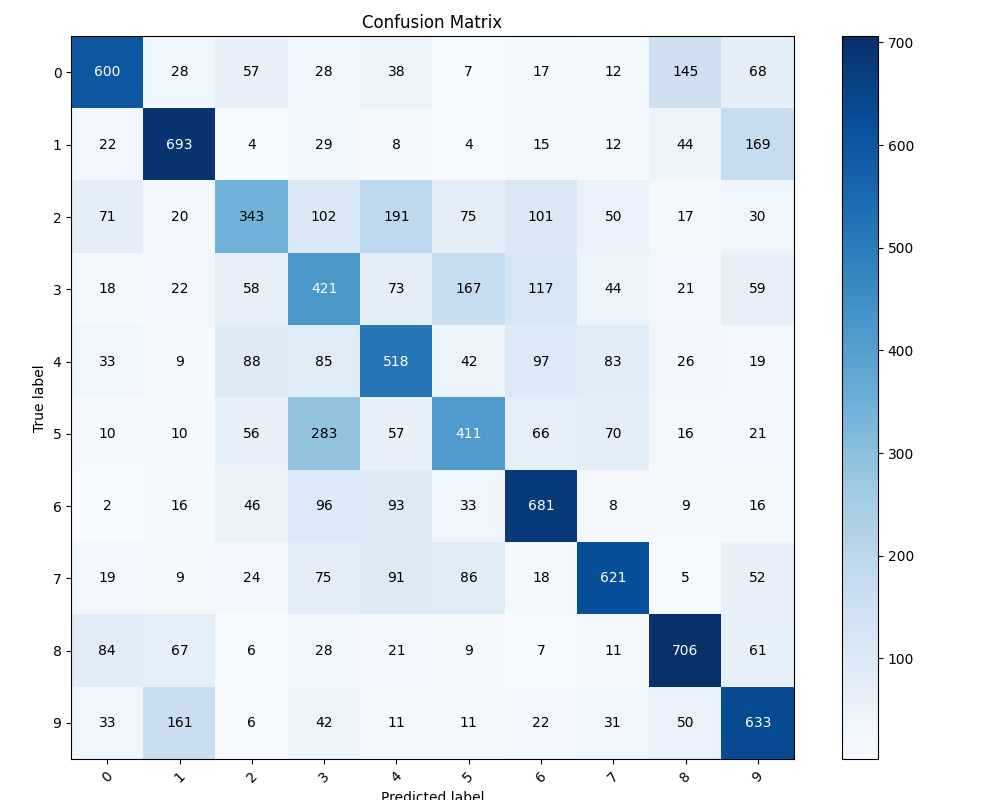 Confusion Matrix
0 600 28 57 28 38 7 17 12 145 68
1 22 693 4 29 8 4 15 12 44 169
2 71 20 343 102 191 75 101 50 17 30
3 18 22 58 421 73 167 117 44 21 59
4 33 9 88 85 518 42 97 83 26 19
5 10 10 56 283 57 411 66 70 16 21
6 2 16 46 96 93 33 681 8 9 16
7 19 9 24 75 91 86 18 621 5 52
8 84 67 6 28 21 9 7 11 706 61
9 33 161 6 42 11 11 22 31 50 633
0 1 2 3 4 5 6 7 8 9
True label
Predicted label
700
600
500
400
300
200
100